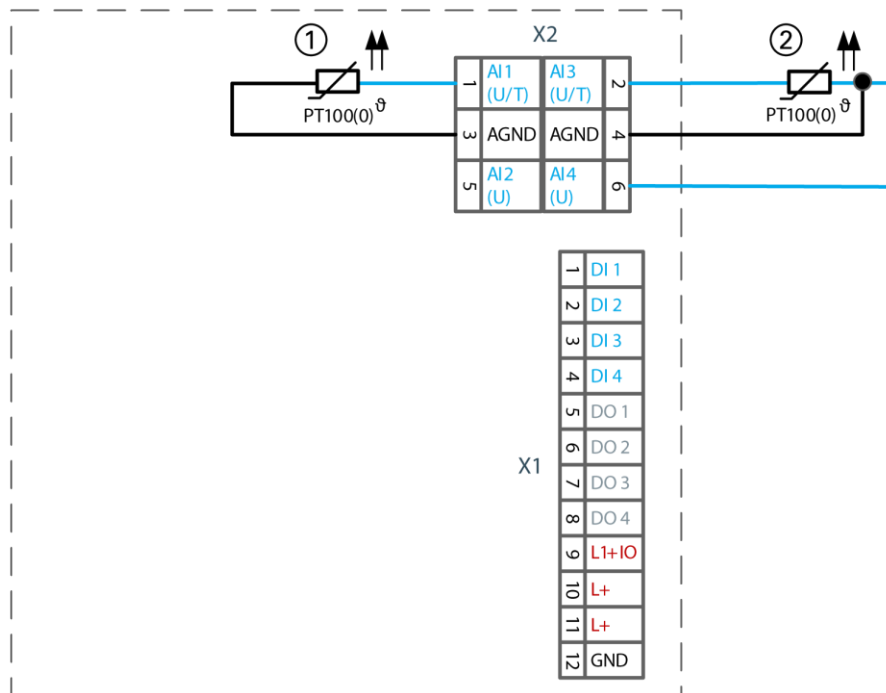 X2
① ②
1 AI1 AI3 2
(U/T) (U/T)
PT100(0) ϑ PT100(0) ϑ
3 AGND AGND 4
5 AI2 AI4 6
(U) (U)
1 DI 1
2 DI 2
3 DI 3
4 DI 4
5 DO 1
6 DO 2
X1
7 DO 3
8 DO 4
9 L1+IO
10 L+
11 L+
12 GND